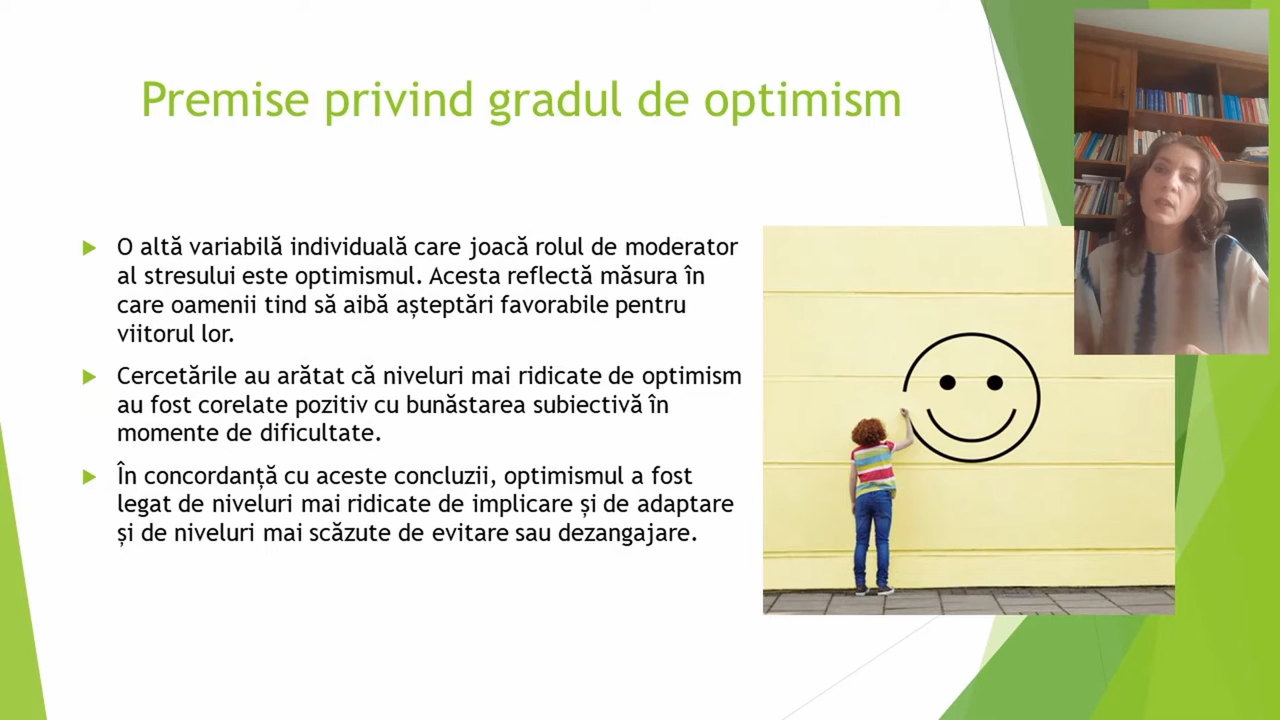 Premise privind gradul de optimism
O altă variabilă individuală care joacă rolul de moderator
al stresului este optimismul. Acesta reflectă măsura în
care oamenii tind să aibă așteptări favorabile pentru
viitorul lor.
Cercetările au arătat că niveluri mai ridicate de optimism
au fost corelate pozitiv cu bunăstarea subiectivă în
momente de dificultate.
În concordanță cu aceste concluzii, optimismul a fost
legat de niveluri mai ridicate de implicare și de adaptare
și de niveluri mai scăzute de evitare sau dezangajare.